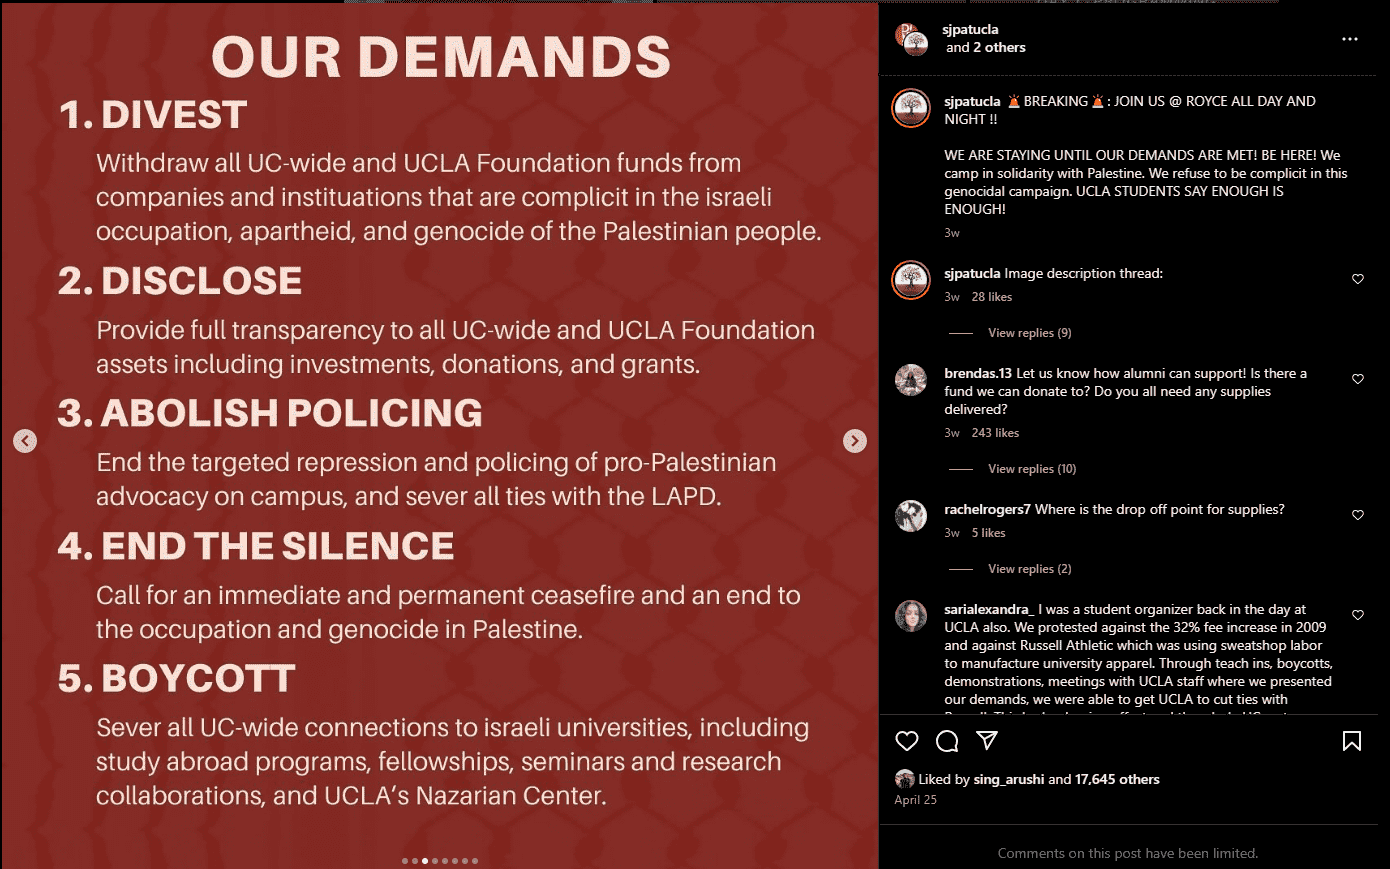 OUR DEMANDS
1. DIVEST
Withdraw all UC-wide and UCLA Foundation funds from
companies and instituations that are complicit in the israeli
occupation, apartheid, and genocide of the Palestinian people.
2. DISCLOSE
Provide full transparency to all UC-wide and UCLA Foundation
assets including investments, donations, and grants.
3. ABOLISH POLICING
End the targeted repression and policing of pro-Palestinian
advocacy on campus, and sever all ties with the LAPD.
4. END THE SILENCE
Call for an immediate and permanent ceasefire and an end to
the occupation and genocide in Palestine.
5. BOYCOTT
Sever all UC-wide connections to israeli universities, including
study abroad programs, fellowships, seminars and research
collaborations, and UCLA’s Nazarian Center.
sjpatucla
and 2 others
sjpatucla 🚨 BREAKING 🚨 : JOIN US @ ROYCE ALL DAY AND
NIGHT !!
WE ARE STAYING UNTIL OUR DEMANDS ARE MET! BE HERE! We
camp in solidarity with Palestine. We refuse to be complicit in this
genocidal campaign. UCLA STUDENTS SAY ENOUGH IS
ENOUGH!
3w
sjpatucla Image description thread:
3w 28 likes
View replies (9)
brendas.13 Let us know how alumni can support! Is there a
fund we can donate to? Do you all need any supplies
delivered?
3w 243 likes
View replies (10)
rachelrogers7 Where is the drop off point for supplies?
3w 5 likes
View replies (2)
sarialexandra_ I was a student organizer back in the day at
UCLA also. We protested against the 32% fee increase in 2009
and against Russell Athletic which was using sweatshop labor
to manufacture university apparel. Through teach ins, boycotts,
demonstrations, meetings with UCLA staff where we presented
our demands, we were able to get UCLA to cut ties with
Liked by sing_arushi and 17,645 others
April 25
Comments on this post have been limited.